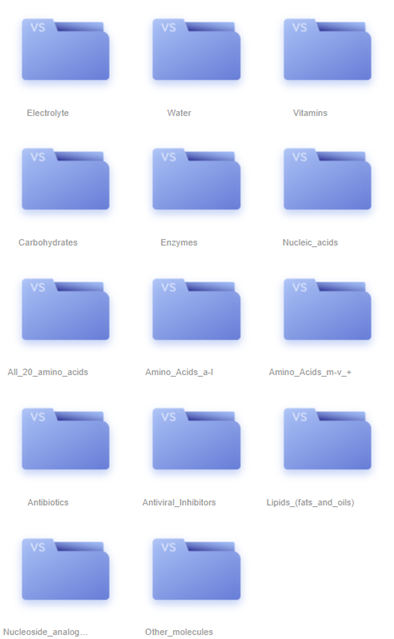 VS VS VS
Electrolyte Water Vitamins
VS VS VS
Carbohydrates Enzymes Nucleic_acids
VS VS VS
All_20_amino_acids Amino_Acids_a-l Amino_Acids_m-v_+
VS VS VS
Antibiotics Antiviral_Inhibitors Lipids_(fats_and_oils)
VS VS
Nucleoside_analog... Other_molecules